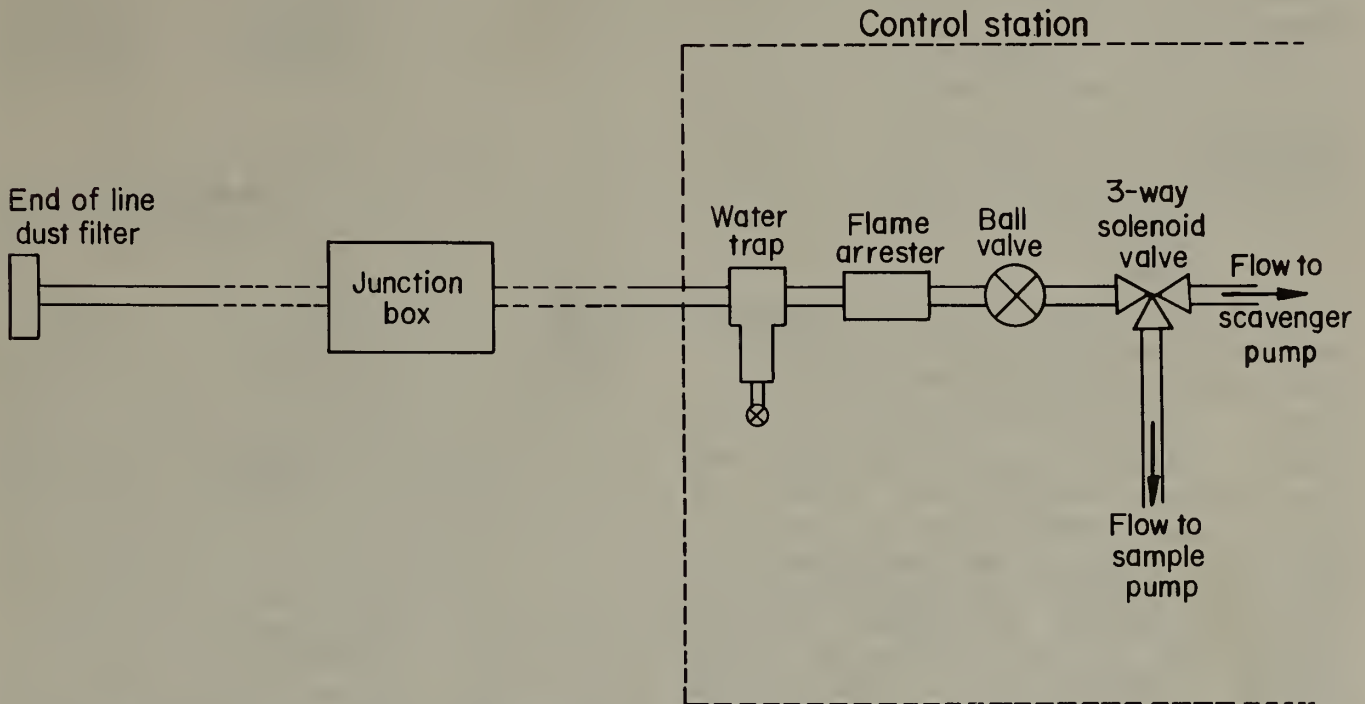 Control station
End of line
dust filter
Junction
box
Water
trap
Flame
arrester
Ball
valve
3-way
solenoid
valve
Flow to
scavenger
pump
Flow to
sample
pump